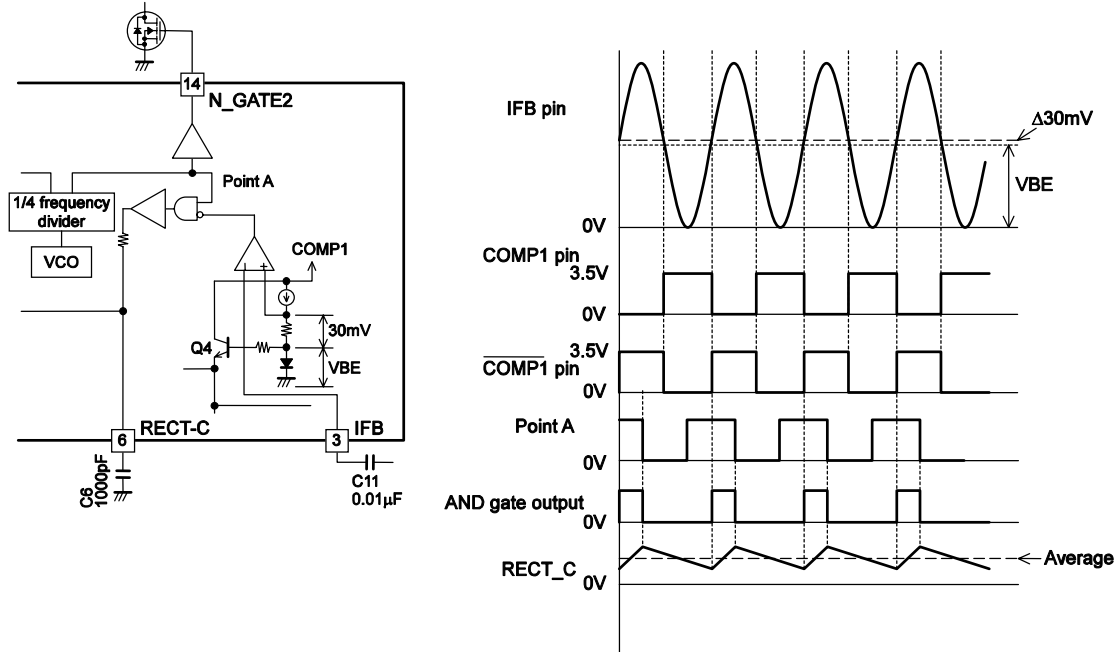 14
N_GATE2
Point A
1/4 frequency
divider
VCO
COMP1
30mV
Q4
VBE
6
RECT-C
3
IFB
C6
1000pF
C11
0.01μF
IFB pin
Δ30mV
VBE
0V
COMP1 pin
3.5V
0V
3.5V
COMP1 pin
0V
Point A
0V
AND gate output
0V
RECT_C
Average
0V